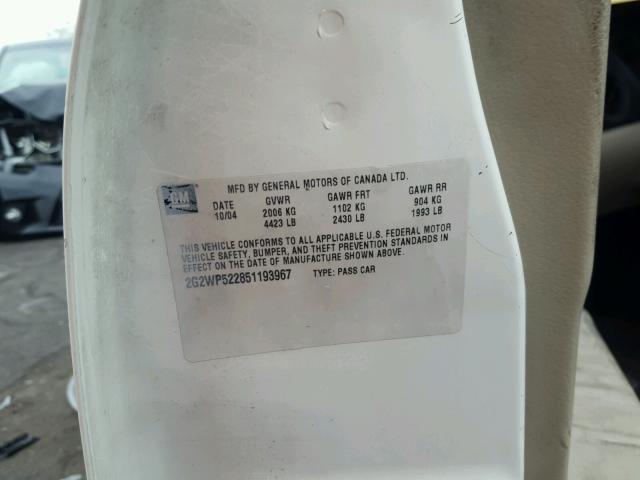 GM
MFD BY GENERAL MOTORS OF CANADA LTD.
DATE GVWR GAWR FRT GAWR RR
10/04 2006 KG 1102 KG 904 KG
4423 LB 2430 LB 1993 LB
THIS VEHICLE CONFORMS TO ALL APPLICABLE U.S. FEDERAL MOTOR
VEHICLE SAFETY, BUMPER, AND THEFT PREVENTION STANDARDS IN
EFFECT ON THE DATE OF MANUFACTURE SHOWN ABOVE.
2G2WP522851193967 TYPE: PASS CAR